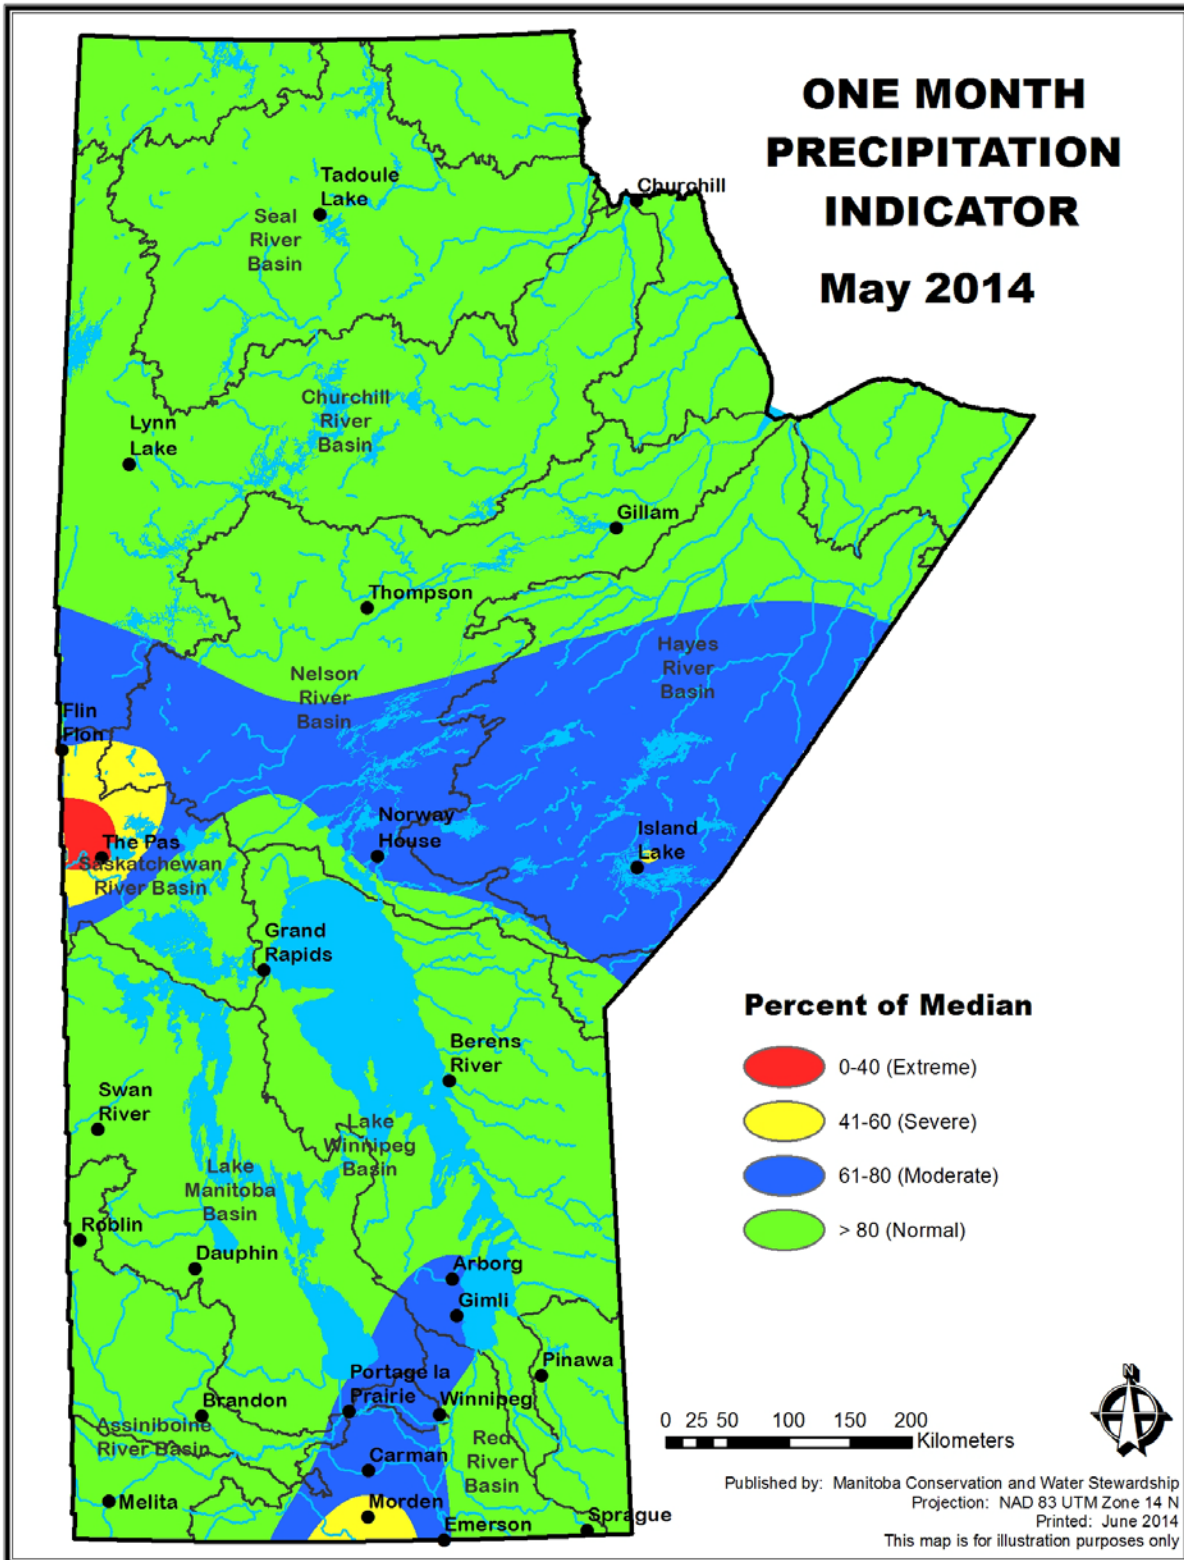 ONE MONTH
PRECIPITATION
INDICATOR
May 2014
Tadoule
Lake
Churchill
Seal
River
Basin
Churchill
River
Basin
Lynn
Lake
Gillam
Thompson
Hayes
River
Basin
Nelson
River
Basin
Flin
Flon
Norway
House
Island
Lake
The Pas
Saskatchewan
River Basin
Grand
Rapids
Berens
River
Swan
River
Lake
Winnipeg
Basin
Lake
Manitoba
Basin
Roblin
Dauphin
Arborg
Gimli
Pinawa
Portage la
Prairie
Winnipeg
Brandon
Assiniboine
River Basin
Red
River
Basin
Carman
Melita
Morden
Emerson
Sprague
Percent of Median
0-40 (Extreme)
41-60 (Severe)
61-80 (Moderate)
> 80 (Normal)
N
0 25 50 100 150 200
Kilometers
Published by: Manitoba Conservation and Water Stewardship
Projection: NAD 83 UTM Zone 14 N
Printed: June 2014
This map is for illustration purposes only